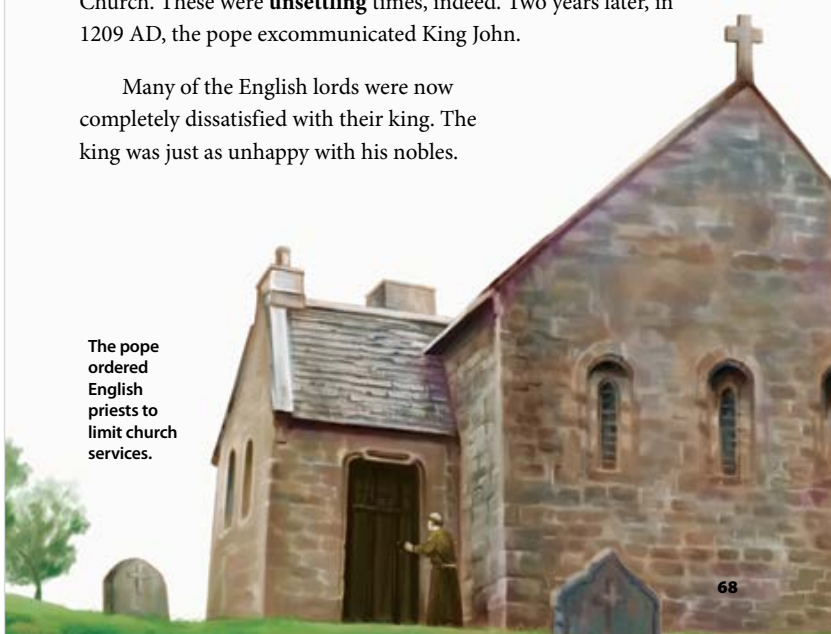 Church. These were unsettling times, indeed. Two years later, in
1209 AD, the pope excommunicated King John.
Many of the English lords were now
completely dissatisfied with their king. The
king was just as unhappy with his nobles.
The pope
ordered
English
priests to
limit church
services.
68